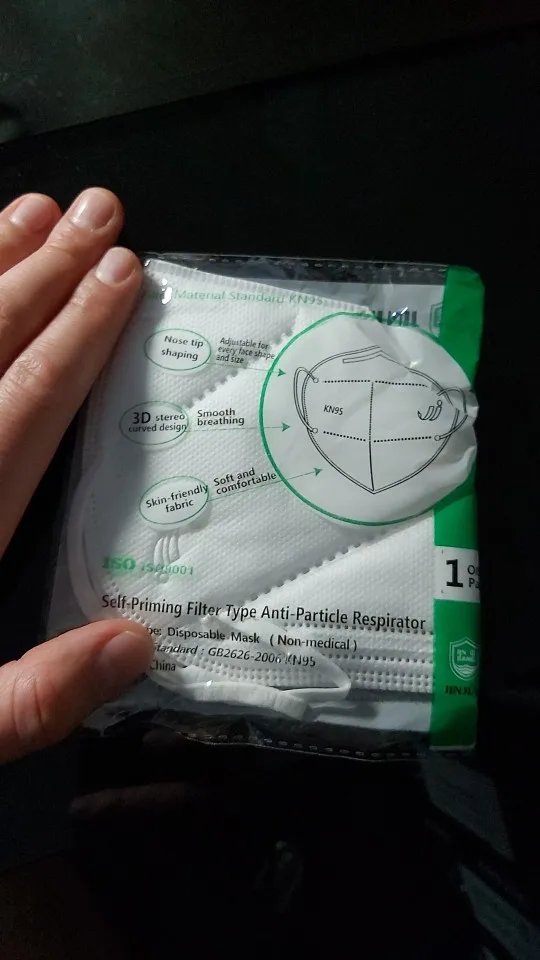 Material Standard KN95
Nose tip
shaping
Adjustable for
every face shape
and size
KN95
3D stereo
curved design
Smooth
breathing
Skin-friendly
fabric
Soft and
comfortable
ISO ISO9001
1
Self-Priming Filter Type Anti-Particle Respirator
Disposable Mask ( Non-medical )
Standard : GB2626-2006 KN95
China